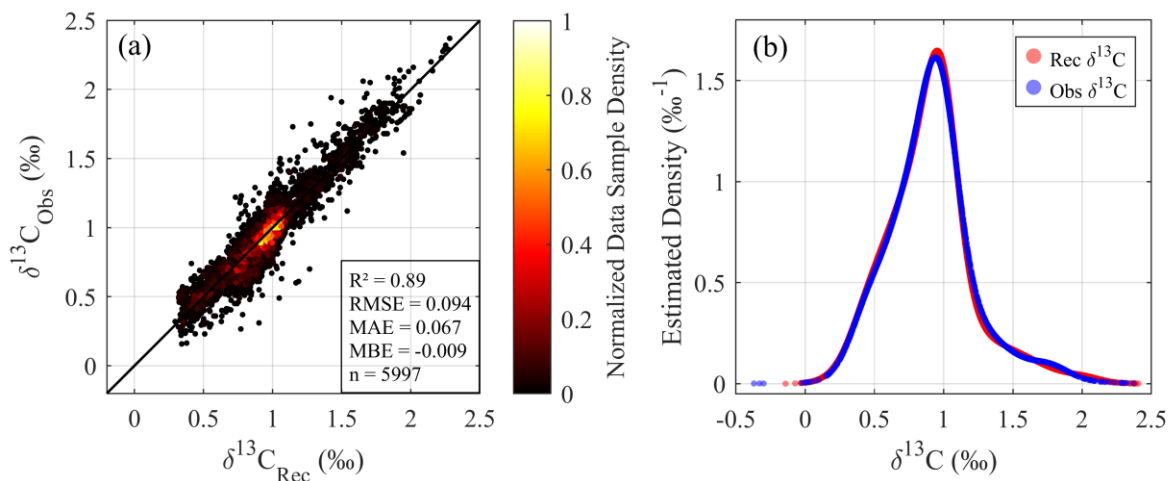 (a)
2.5
2
1.5
1
0.5
0
δ¹³C_Obs (‰)
0
0.5
1
1.5
2
2.5
δ¹³C_Rec (‰)
R² = 0.89
RMSE = 0.094
MAE = 0.067
MBE = -0.009
n = 5997
1
0.8
0.6
0.4
0.2
0
Normalized Data Sample Density
(b)
Rec δ¹³C
Obs δ¹³C
1.5
1
0.5
0
Estimated Density (‰⁻¹)
-0.5
0
0.5
1
1.5
2
2.5
δ¹³C (‰)